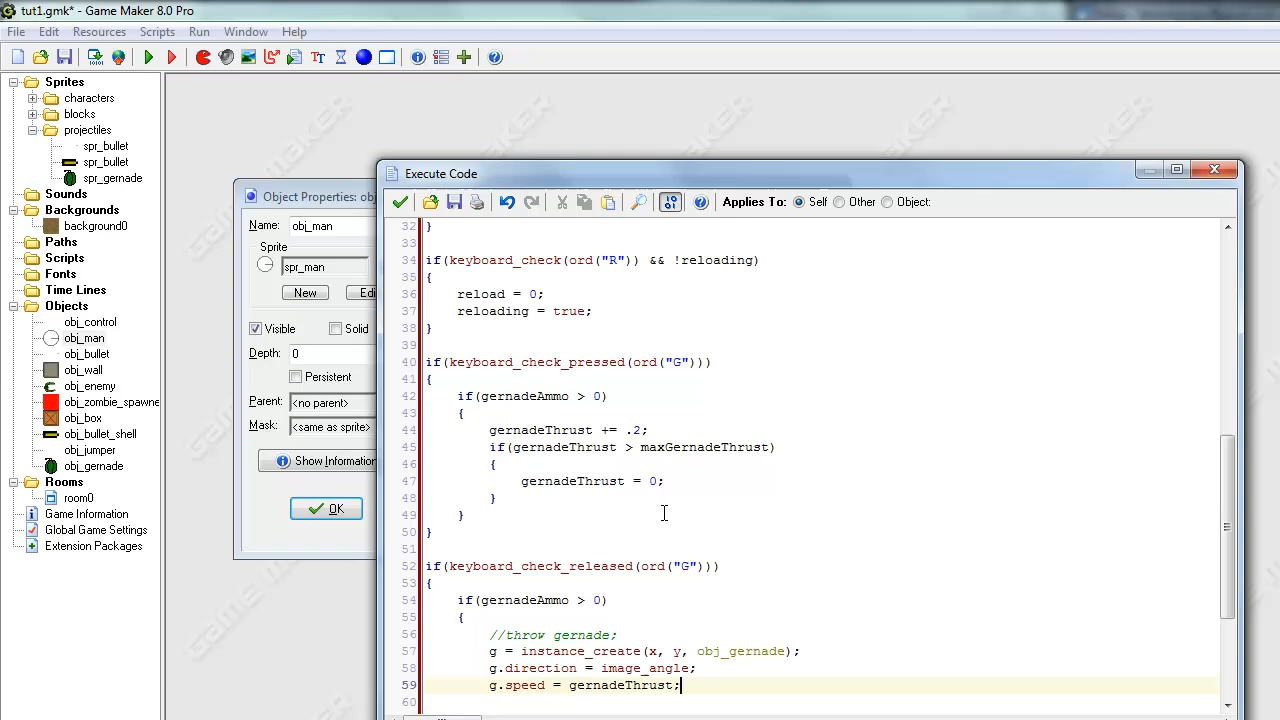 tut1.gmk* - Game Maker 8.0 Pro
File Edit Resources Scripts Run Window Help
Sprites
characters
blocks
projectiles
spr_bullet
spr_bullet
spr_gernade
Sounds
Backgrounds
background0
Paths
Scripts
Fonts
Time Lines
Objects
obj_control
obj_man
obj_bullet
obj_wall
obj_enemy
obj_zombie_spawne
obj_box
obj_bullet_shell
obj_jumper
obj_gernade
Rooms
room0
Game Information
Global Game Settings
Extension Packages
Object Properties: obj
Name: obj_man
Sprite
spr_man
New Edi
Visible Solid
Depth: 0
Persistent
Parent: <no parent>
Mask: <same as sprite>
Show Information
OK
Execute Code
Applies To: Self Other Object:
32 }
33
34 if(keyboard_check(ord("R")) && !reloading)
35 {
36 reload = 0;
37 reloading = true;
38 }
39
40 if(keyboard_check_pressed(ord("G")))
41 {
42 if(gernadeAmmo > 0)
43 {
44 gernadeThrust += .2;
45 if(gernadeThrust > maxGernadeThrust)
46 {
47 gernadeThrust = 0;
48 }
49 }
50 }
51
52 if(keyboard_check_released(ord("G")))
53 {
54 if(gernadeAmmo > 0)
55 {
56 //throw gernade;
57 g = instance_create(x, y, obj_gernade);
58 g.direction = image_angle;
59 g.speed = gernadeThrust;
60
GAME MAKER